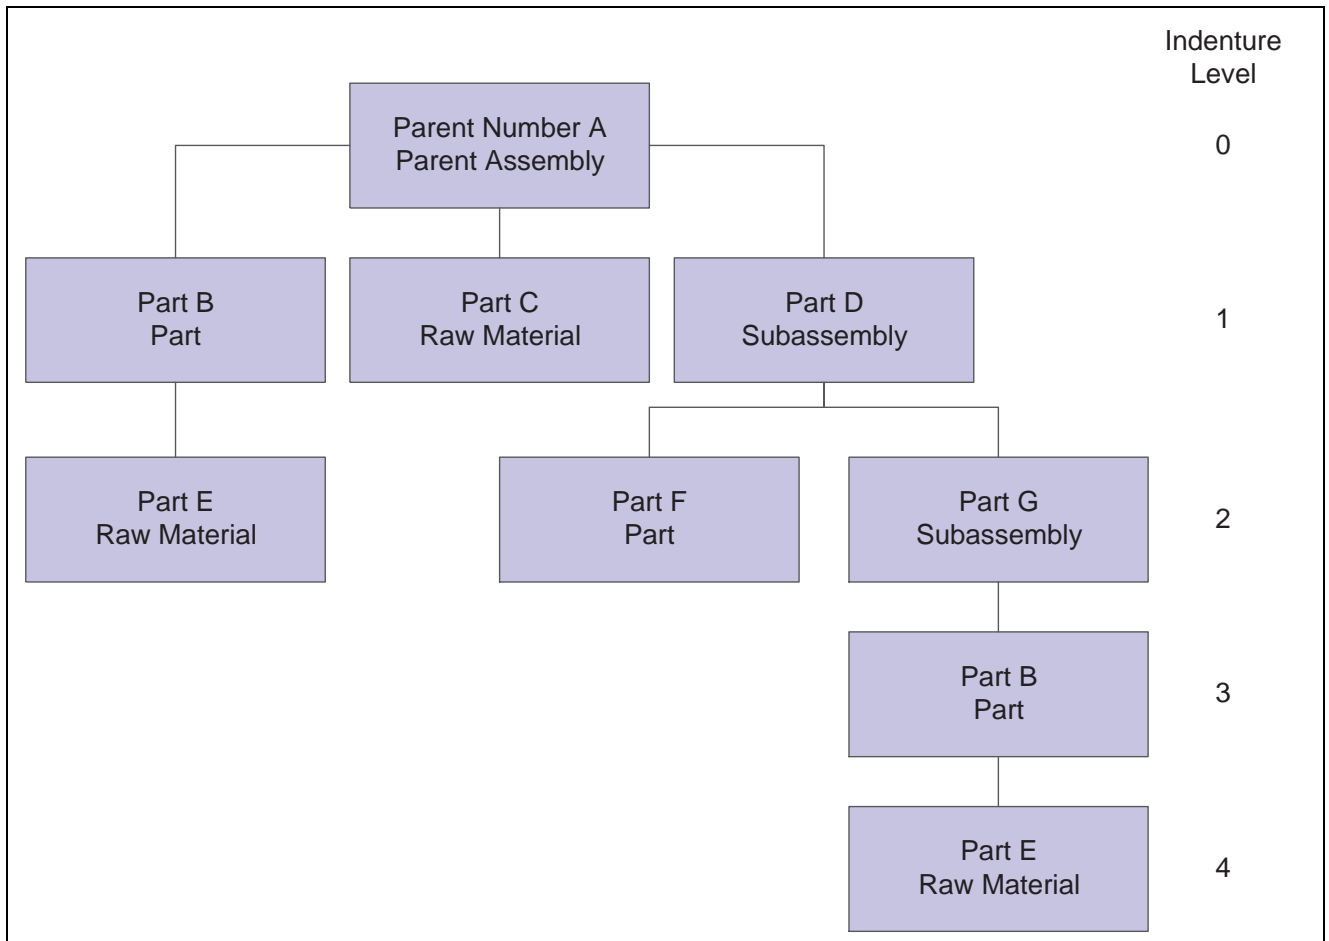 Indenture
Level
Parent Number A
Parent Assembly
0
Part B
Part
Part C
Raw Material
Part D
Subassembly
1
Part E
Raw Material
Part F
Part
Part G
Subassembly
2
Part B
Part
3
Part E
Raw Material
4